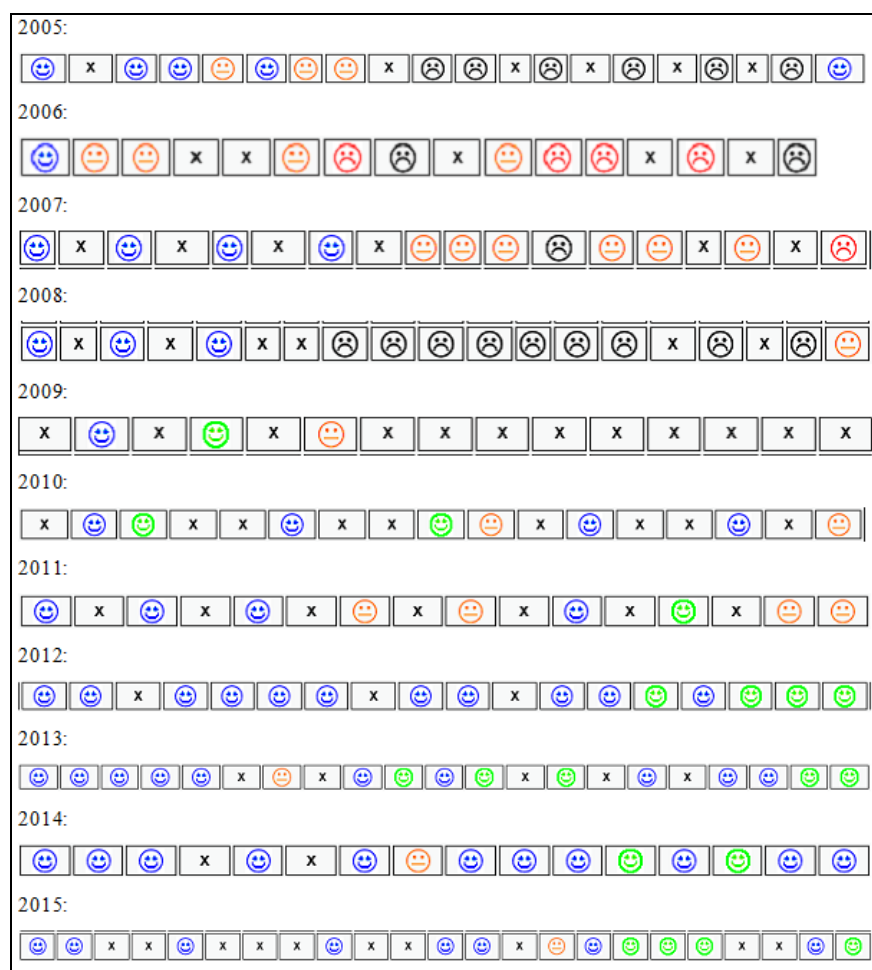 2005:
x x x x x x
2006:
x x x x x
2007:
x x x x x x
2008:
x x x x x x
2009:
x x x x x x x x x x x x
2010:
x x x x x x x x x
2011:
x x x x x x x
2012:
x x x
2013:
x x x x x
2014:
x x
2015:
x x x x x x x x x x